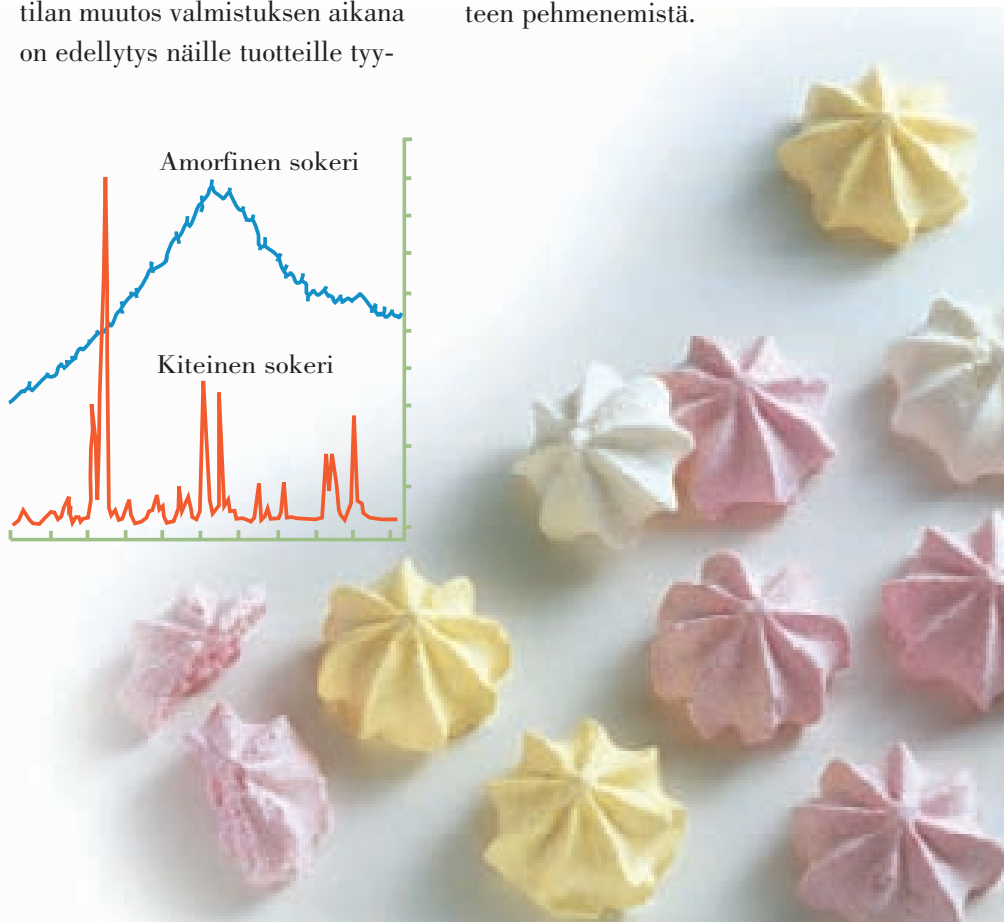 tilan muutos valmistuksen aikana
on edellytys näille tuotteille tyy-
teen pehmenemistä.
Amorfinen sokeri
Kiteinen sokeri